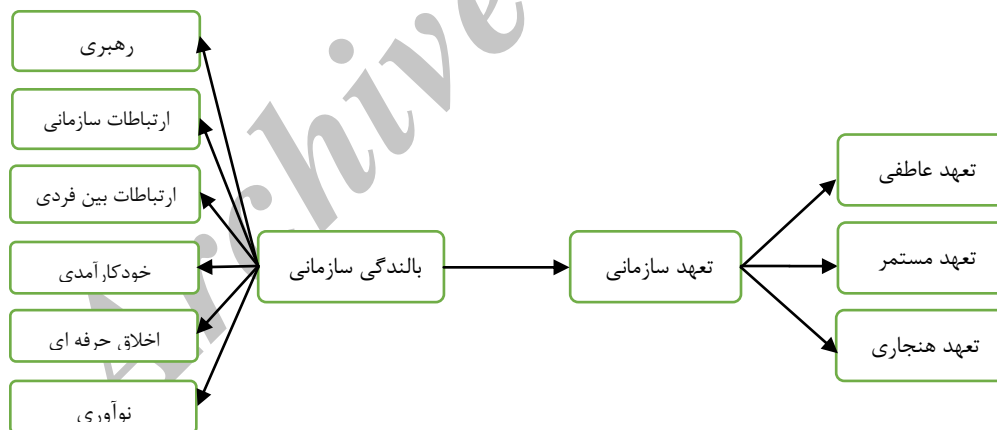 رهبری
ارتباطات سازمانی
ارتباطات بین فردی
خودکارآمدی
اخلاق حرفه ای
نوآوری
بالندگی سازمانی
تعهد سازمانی
تعهد عاطفی
تعهد مستمر
تعهد هنجاری
Archive